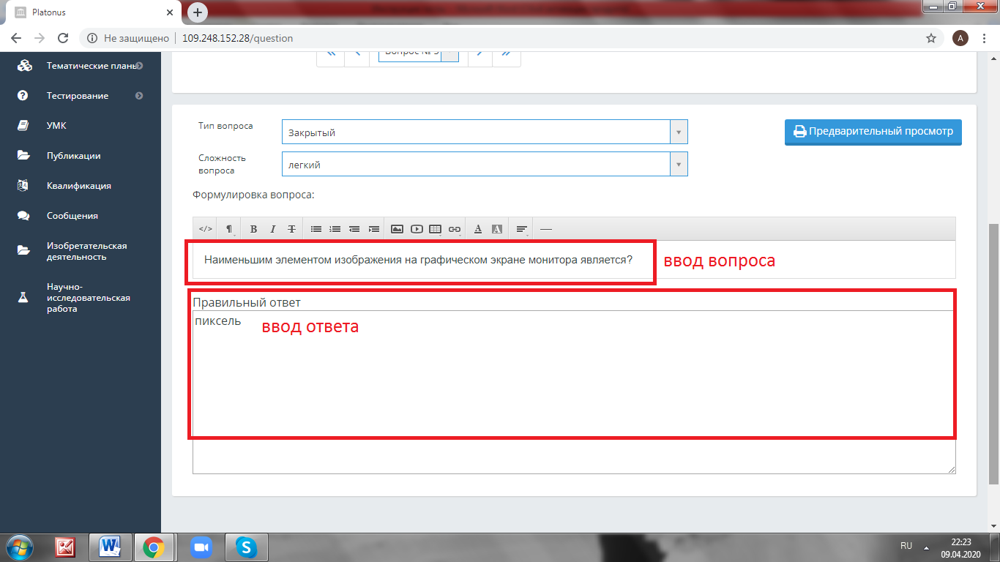 Platonus
Не защищено
109.248.152.28/question
Тематические планы
Тестирование
УМК
Публикации
Квалификация
Сообщения
Изобретательская
деятельность
Научно-
исследовательская
работа
Вопрос № 3
Тип вопроса
Закрытый
Предварительный просмотр
Сложность
вопроса
легкий
Формулировка вопроса:
Наименьшим элементом изображения на графическом экране монитора является?
ввод вопроса
Правильный ответ
пиксель
ввод ответа
RU
22:23
09.04.2020